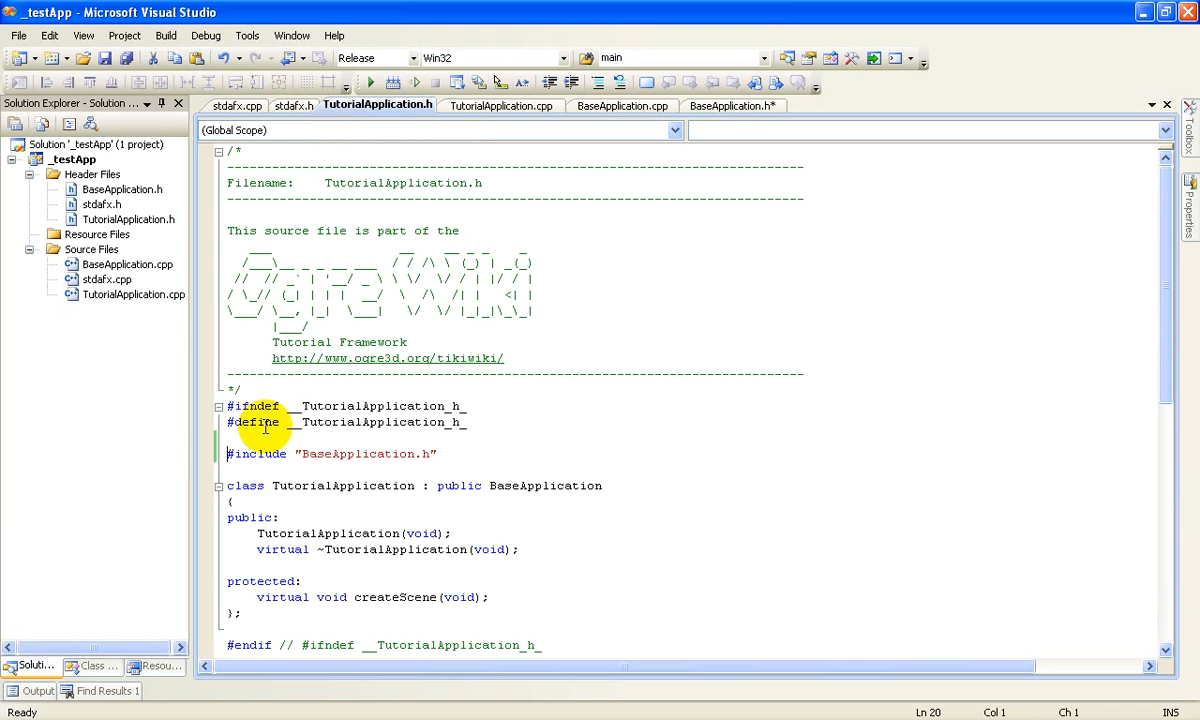 _testApp - Microsoft Visual Studio
File Edit View Project Build Debug Tools Window Help
Release Win32 main
Solution Explorer - Solution ...
stdafx.cpp stdafx.h TutorialApplication.h TutorialApplication.cpp BaseApplication.cpp BaseApplication.h*
(Global Scope)
Solution '_testApp' (1 project)
_testApp
Header Files
BaseApplication.h
stdafx.h
TutorialApplication.h
Resource Files
Source Files
BaseApplication.cpp
stdafx.cpp
TutorialApplication.cpp
/*
-----------------------------------------------------------------------------
Filename:    TutorialApplication.h
-----------------------------------------------------------------------------
This source file is part of the
Tutorial Framework
http://www.ogre3d.org/tikiwiki/
-----------------------------------------------------------------------------
*/
#ifndef __TutorialApplication_h_
#define __TutorialApplication_h_
#include "BaseApplication.h"
class TutorialApplication : public BaseApplication
{
public:
TutorialApplication(void);
virtual ~TutorialApplication(void);
protected:
virtual void createScene(void);
};
#endif // #ifndef __TutorialApplication_h_
Toolbox
Properties
Soluti... Class ... Resou...
Output Find Results 1
Ready Ln 20 Col 1 Ch 1 INS